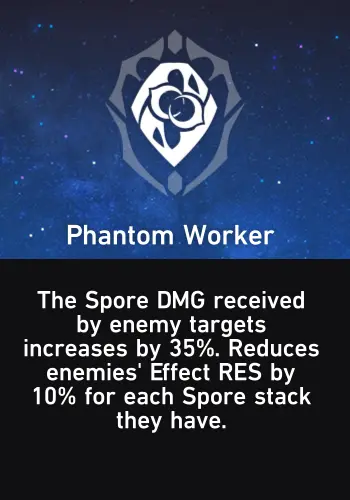 Phantom Worker
The Spore DMG received
by enemy targets
increases by 35%. Reduces
enemies' Effect RES by
10% for each Spore stack
they have.